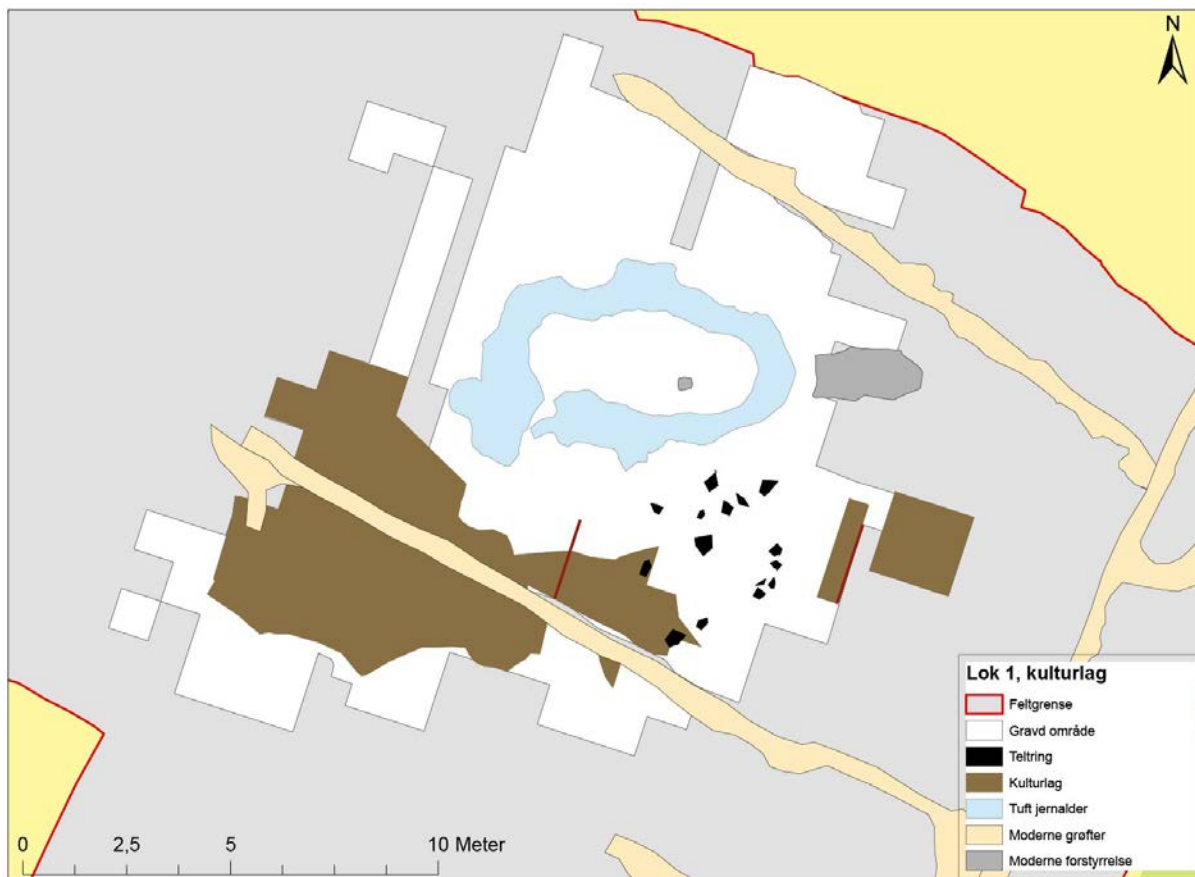 N
Lok 1, kulturlag
Feltgrense
Gravd område
Teltring
Kulturlag
Tuft jernalder
Moderne grøfter
Moderne forstyrrelse
0 2,5 5 10 Meter